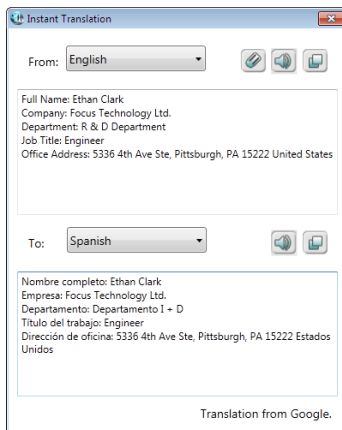 Instant Translation
From: English
Full Name: Ethan Clark
Company: Focus Technology Ltd.
Department: R & D Department
Job Title: Engineer
Office Address: 5336 4th Ave Ste, Pittsburgh, PA 15222 United States
To: Spanish
Nombre completo: Ethan Clark
Empresa: Focus Technology Ltd.
Departamento: Departamento I + D
Título del trabajo: Engineer
Dirección de oficina: 5336 4th Ave Ste, Pittsburgh, PA 15222 Estados
Unidos
Translation from Google.